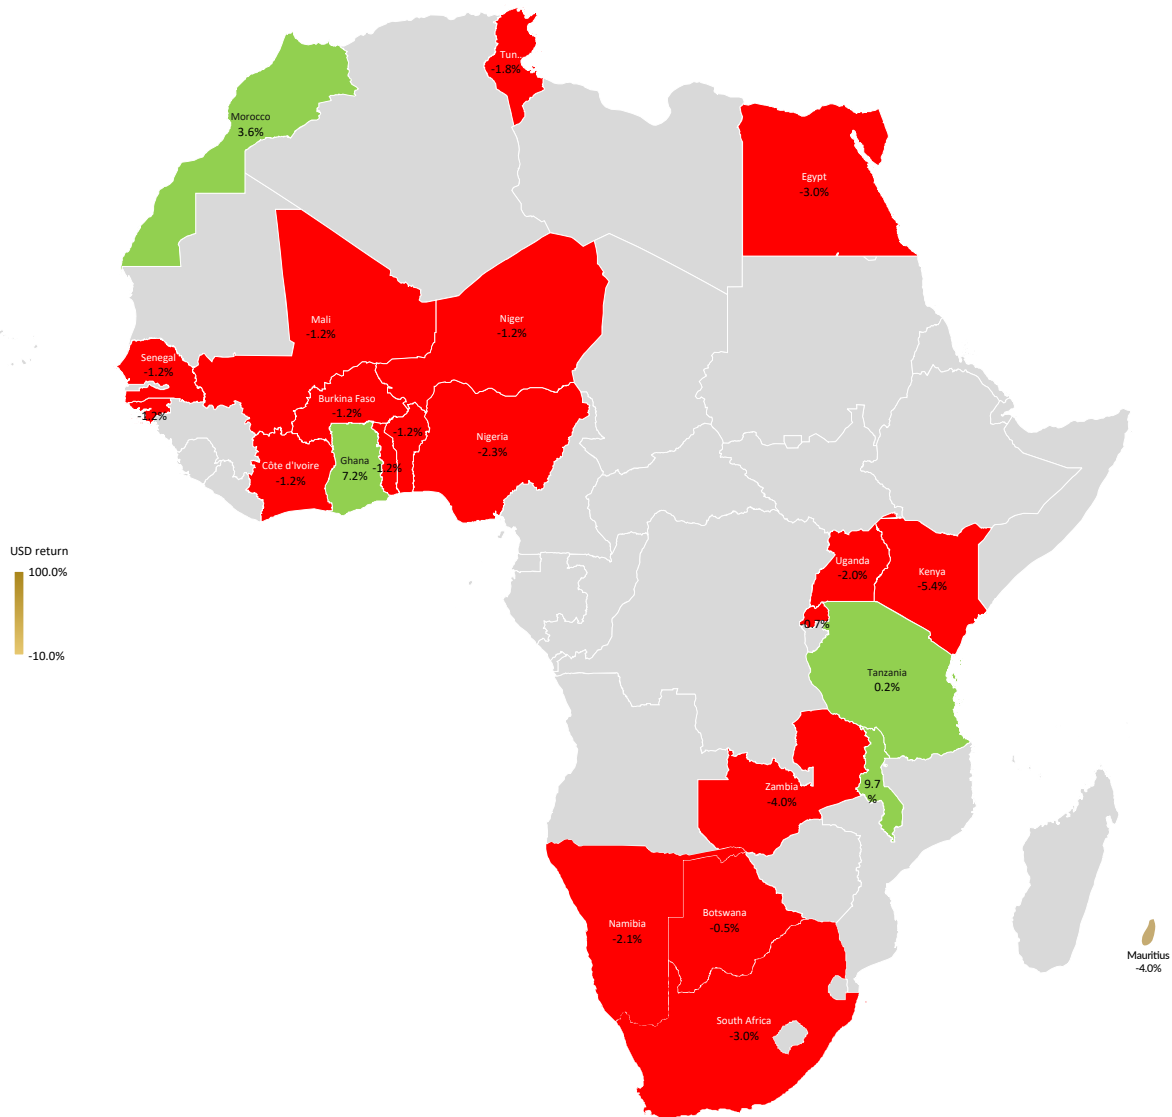 Tun..
-1.8%
Morocco
3.6%
Egypt
-3.0%
Mali
-1.2%
Niger
-1.2%
Senegal
-1.2%
Burkina Faso
-1.2%
-1.2%
-1.2%
Nigeria
-2.3%
Ghana
7.2%
-1.2%
Côte d'Ivoire
-1.2%
USD return
100.0%
-10.0%
Uganda
-2.0%
Kenya
-5.4%
-0.7%
Tanzania
0.2%
Zambia
-4.0%
9.7
%
Botswana
-0.5%
Namibia
-2.1%
Mauritius
-4.0%
South Africa
-3.0%